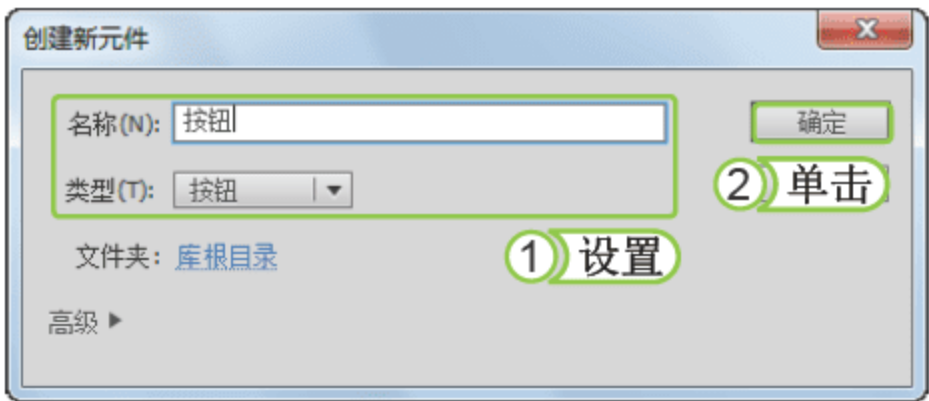 创建新元件
名称(N): 按钮
确定
类型(T): 按钮
② 单击
文件夹: 库根目录
① 设置
高级